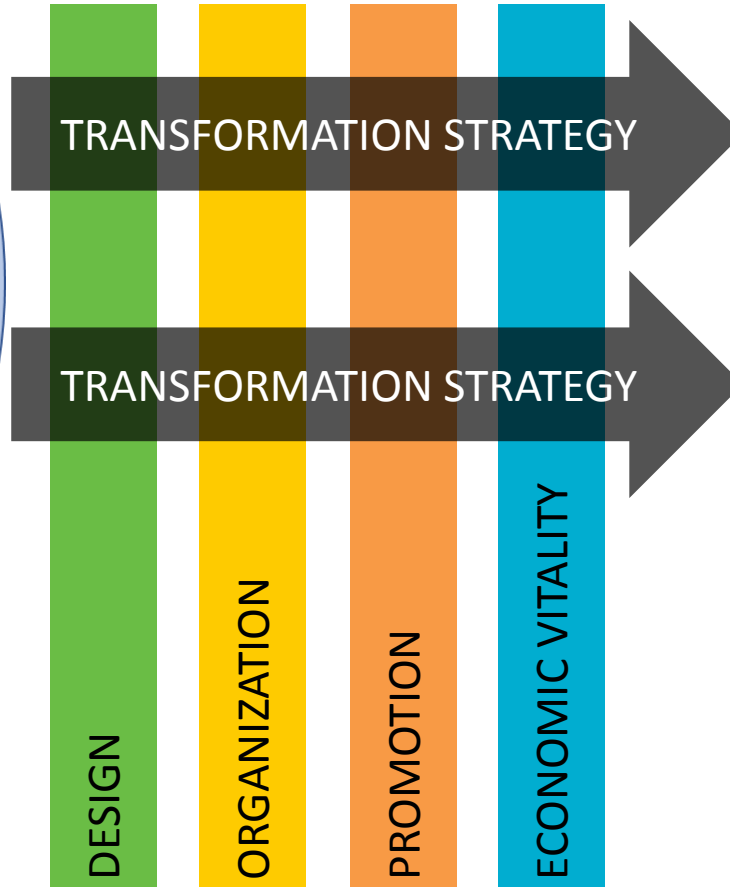 TRANSFORMATION STRATEGY
TRANSFORMATION STRATEGY
DESIGN
ORGANIZATION
PROMOTION
ECONOMIC VITALITY